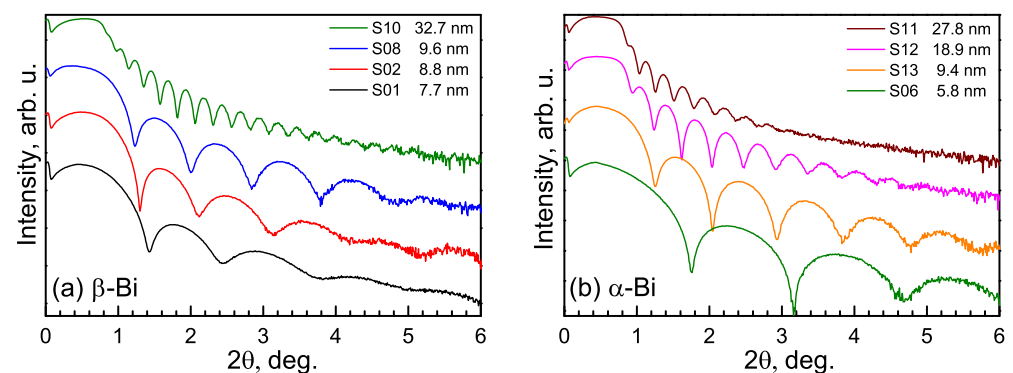 Intensity, arb. u.
S10 32.7 nm
S08 9.6 nm
S02 8.8 nm
S01 7.7 nm
(a) β-Bi
0 1 2 3 4 5 6
2θ, deg.
Intensity, arb. u.
S11 27.8 nm
S12 18.9 nm
S13 9.4 nm
S06 5.8 nm
(b) α-Bi
0 1 2 3 4 5 6
2θ, deg.